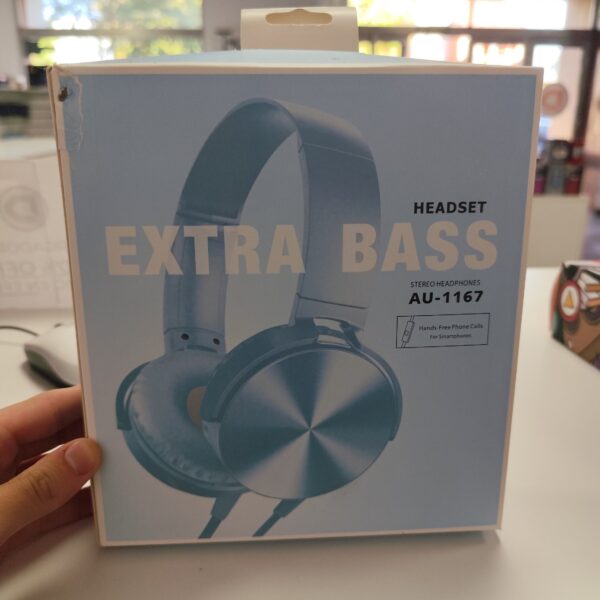 HEADSET
EXTRA BASS
STEREO HEADPHONES
AU-1167
Hands-Free Phone Calls
For Smartphones